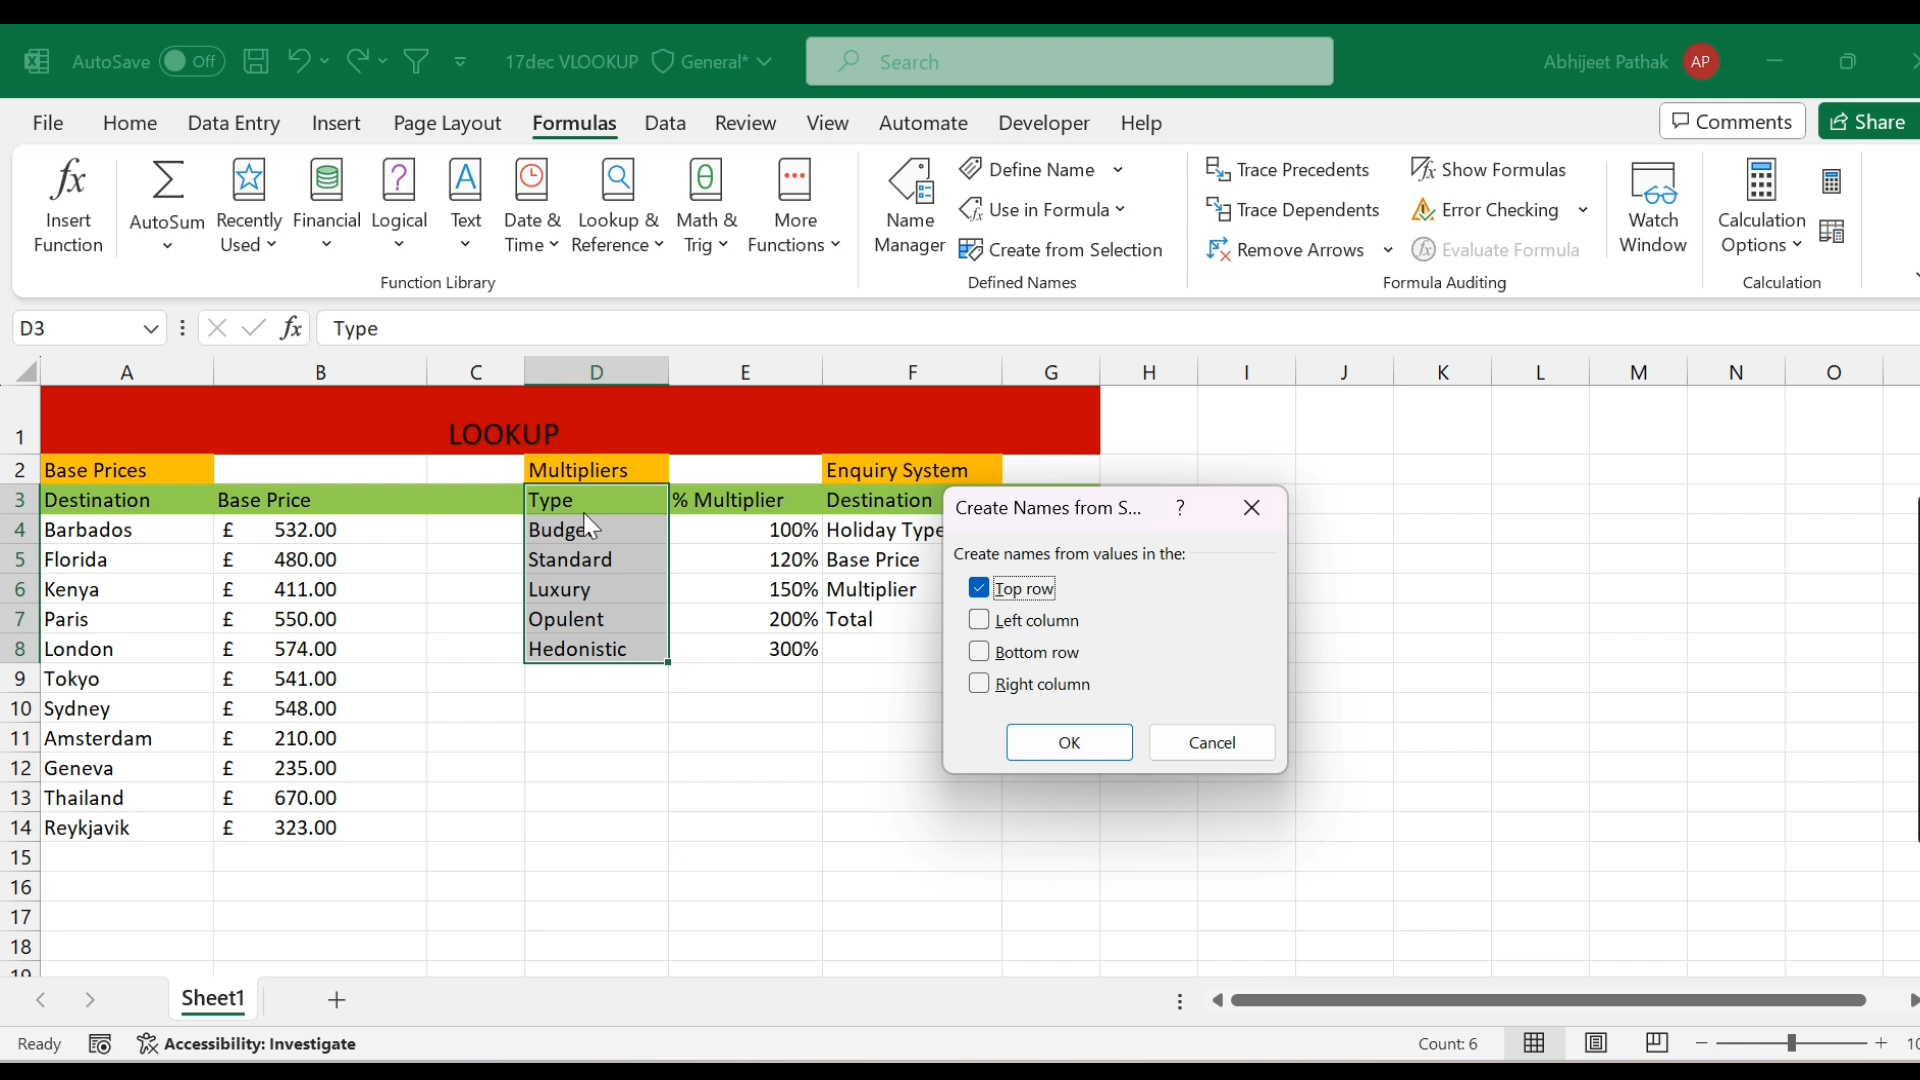 AutoSave Off 17dec VLOOKUP General* Search Abhijeet Pathak AP
File Home Data Entry Insert Page Layout Formulas Data Review View Automate Developer Help Comments Share
Insert Function
AutoSum
Recently Used
Financial
Logical
Text
Date & Time
Lookup & Reference
Math & Trig
More Functions
Function Library
Name Manager
Define Name
Use in Formula
Create from Selection
Defined Names
Trace Precedents
Trace Dependents
Remove Arrows
Show Formulas
Error Checking
Evaluate Formula
Formula Auditing
Watch Window
Calculation Options
Calculation
D3 fx Type
A B C D E F G H I J K L M N O
1 LOOKUP
2 Base Prices Multipliers Enquiry System
3 Destination Base Price Type % Multiplier Destination
4 Barbados £ 532.00 100% Holiday Type
5 Florida £ 480.00 Standard 120% Base Price
6 Kenya £ 411.00 Luxury 150% Multiplier
7 Paris £ 550.00 Opulent 200% Total
8 London £ 574.00 Hedonistic 300%
9 Tokyo £ 541.00
10 Sydney £ 548.00
11 Amsterdam £ 210.00
12 Geneva £ 235.00
13 Thailand £ 670.00
14 Reykjavik £ 323.00
15
16
17
18
19
Create Names from S... ?
Create names from values in the:
Top row
Left column
Bottom row
Right column
OK Cancel
Sheet1
Ready Accessibility: Investigate Count: 6